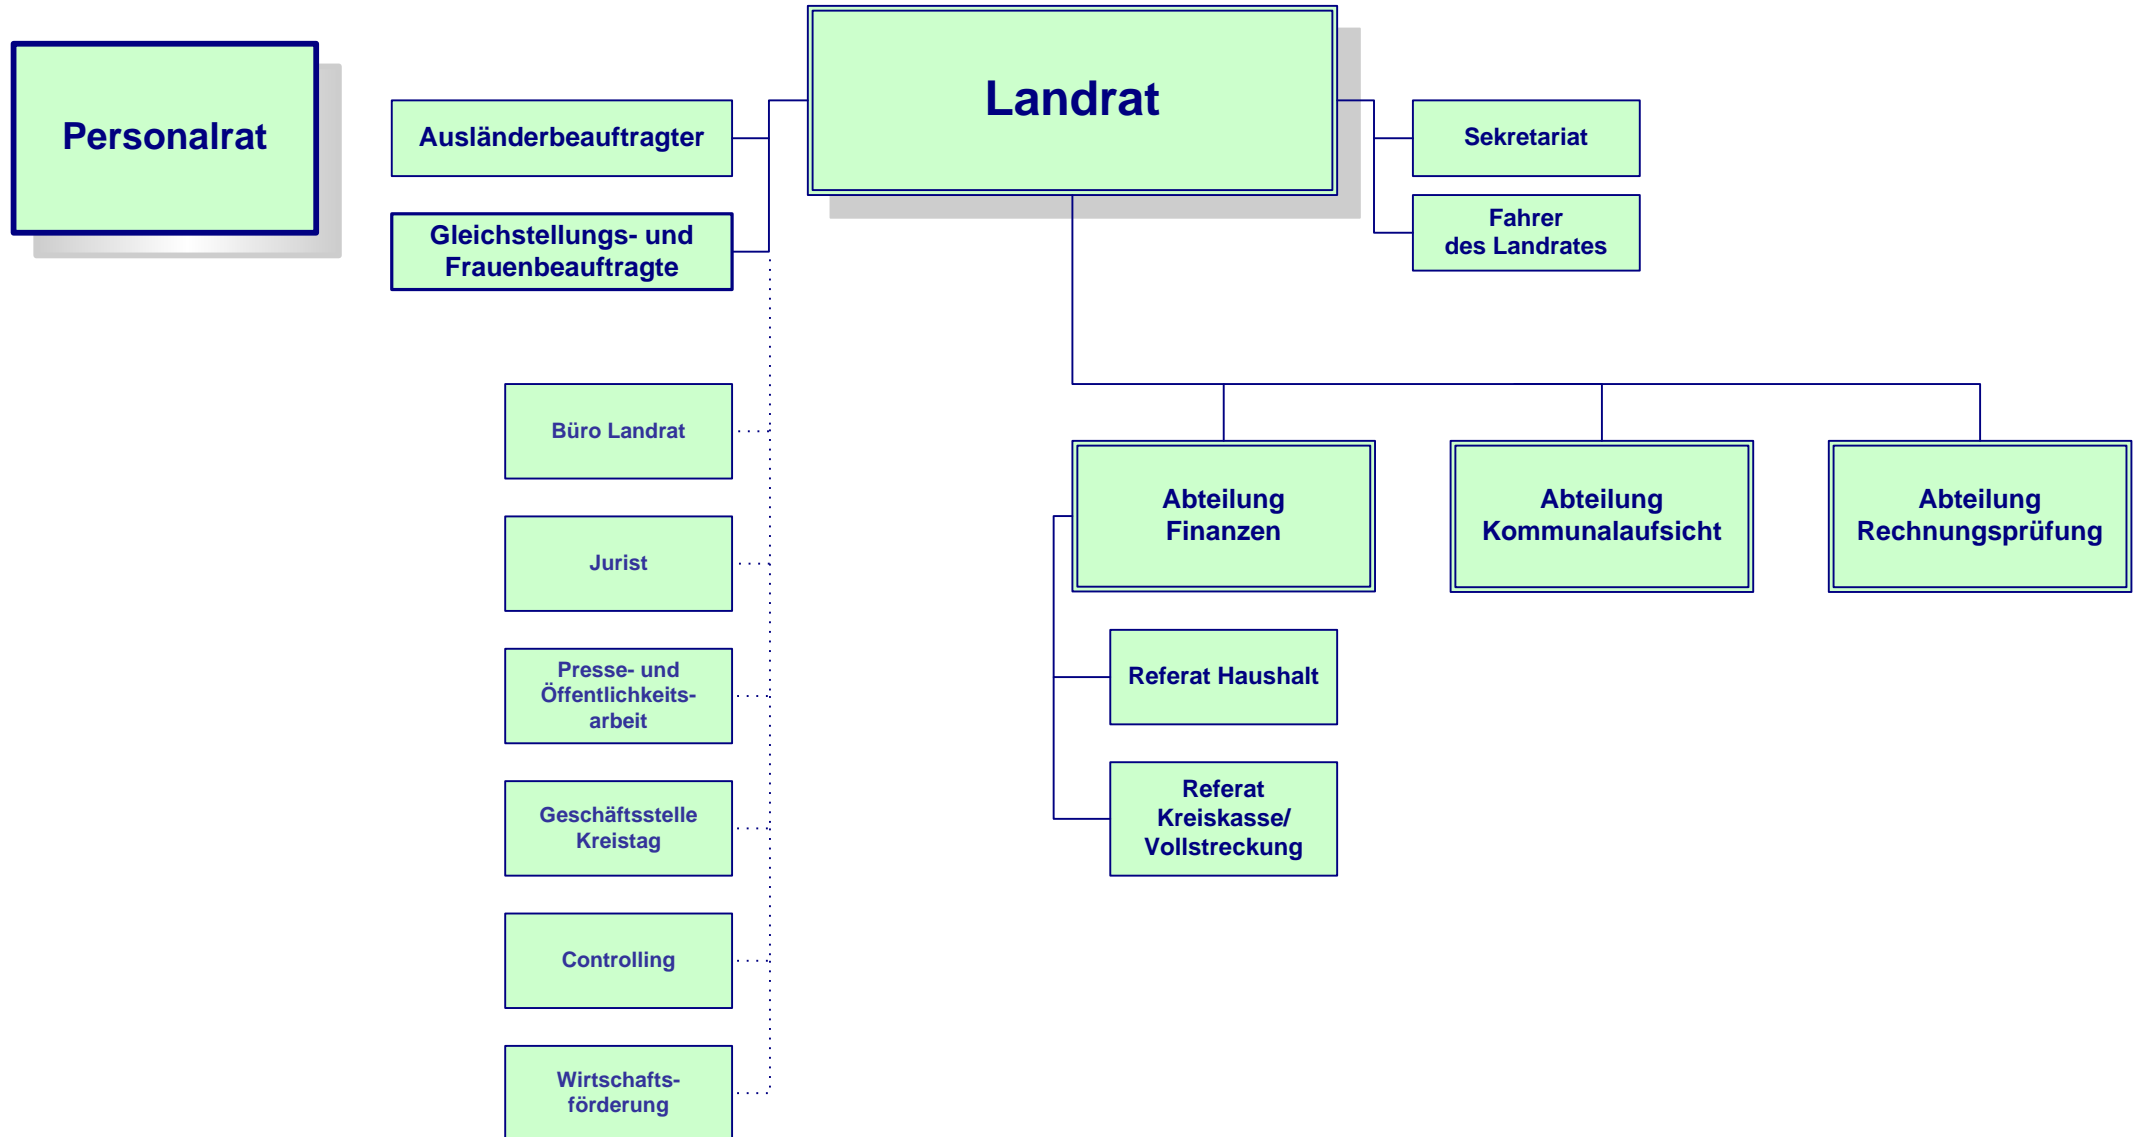 Personalrat
Landrat
Ausländerbeauftragter
Gleichstellungs- und
Frauenbeauftragte
Sekretariat
Fahrer
des Landrates
Büro Landrat
Jurist
Presse- und
Öffentlichkeits-
arbeit
Geschäftsstelle
Kreistag
Controlling
Wirtschafts-
förderung
Abteilung
Finanzen
Referat Haushalt
Referat
Kreiskasse/
Vollstreckung
Abteilung
Kommunalaufsicht
Abteilung
Rechnungsprüfung